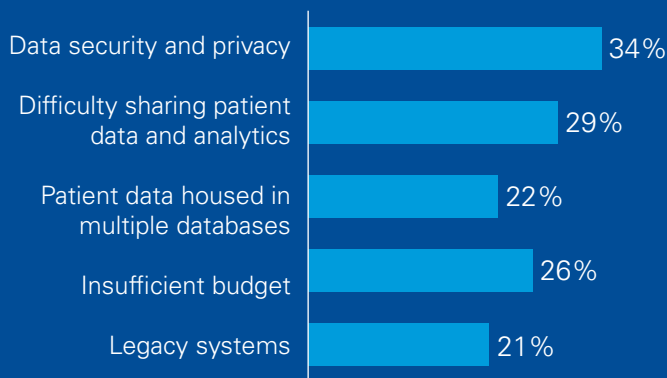 Data security and privacy
34%
Difficulty sharing patient
data and analytics
29%
Patient data housed in
multiple databases
22%
Insufficient budget
26%
Legacy systems
21%